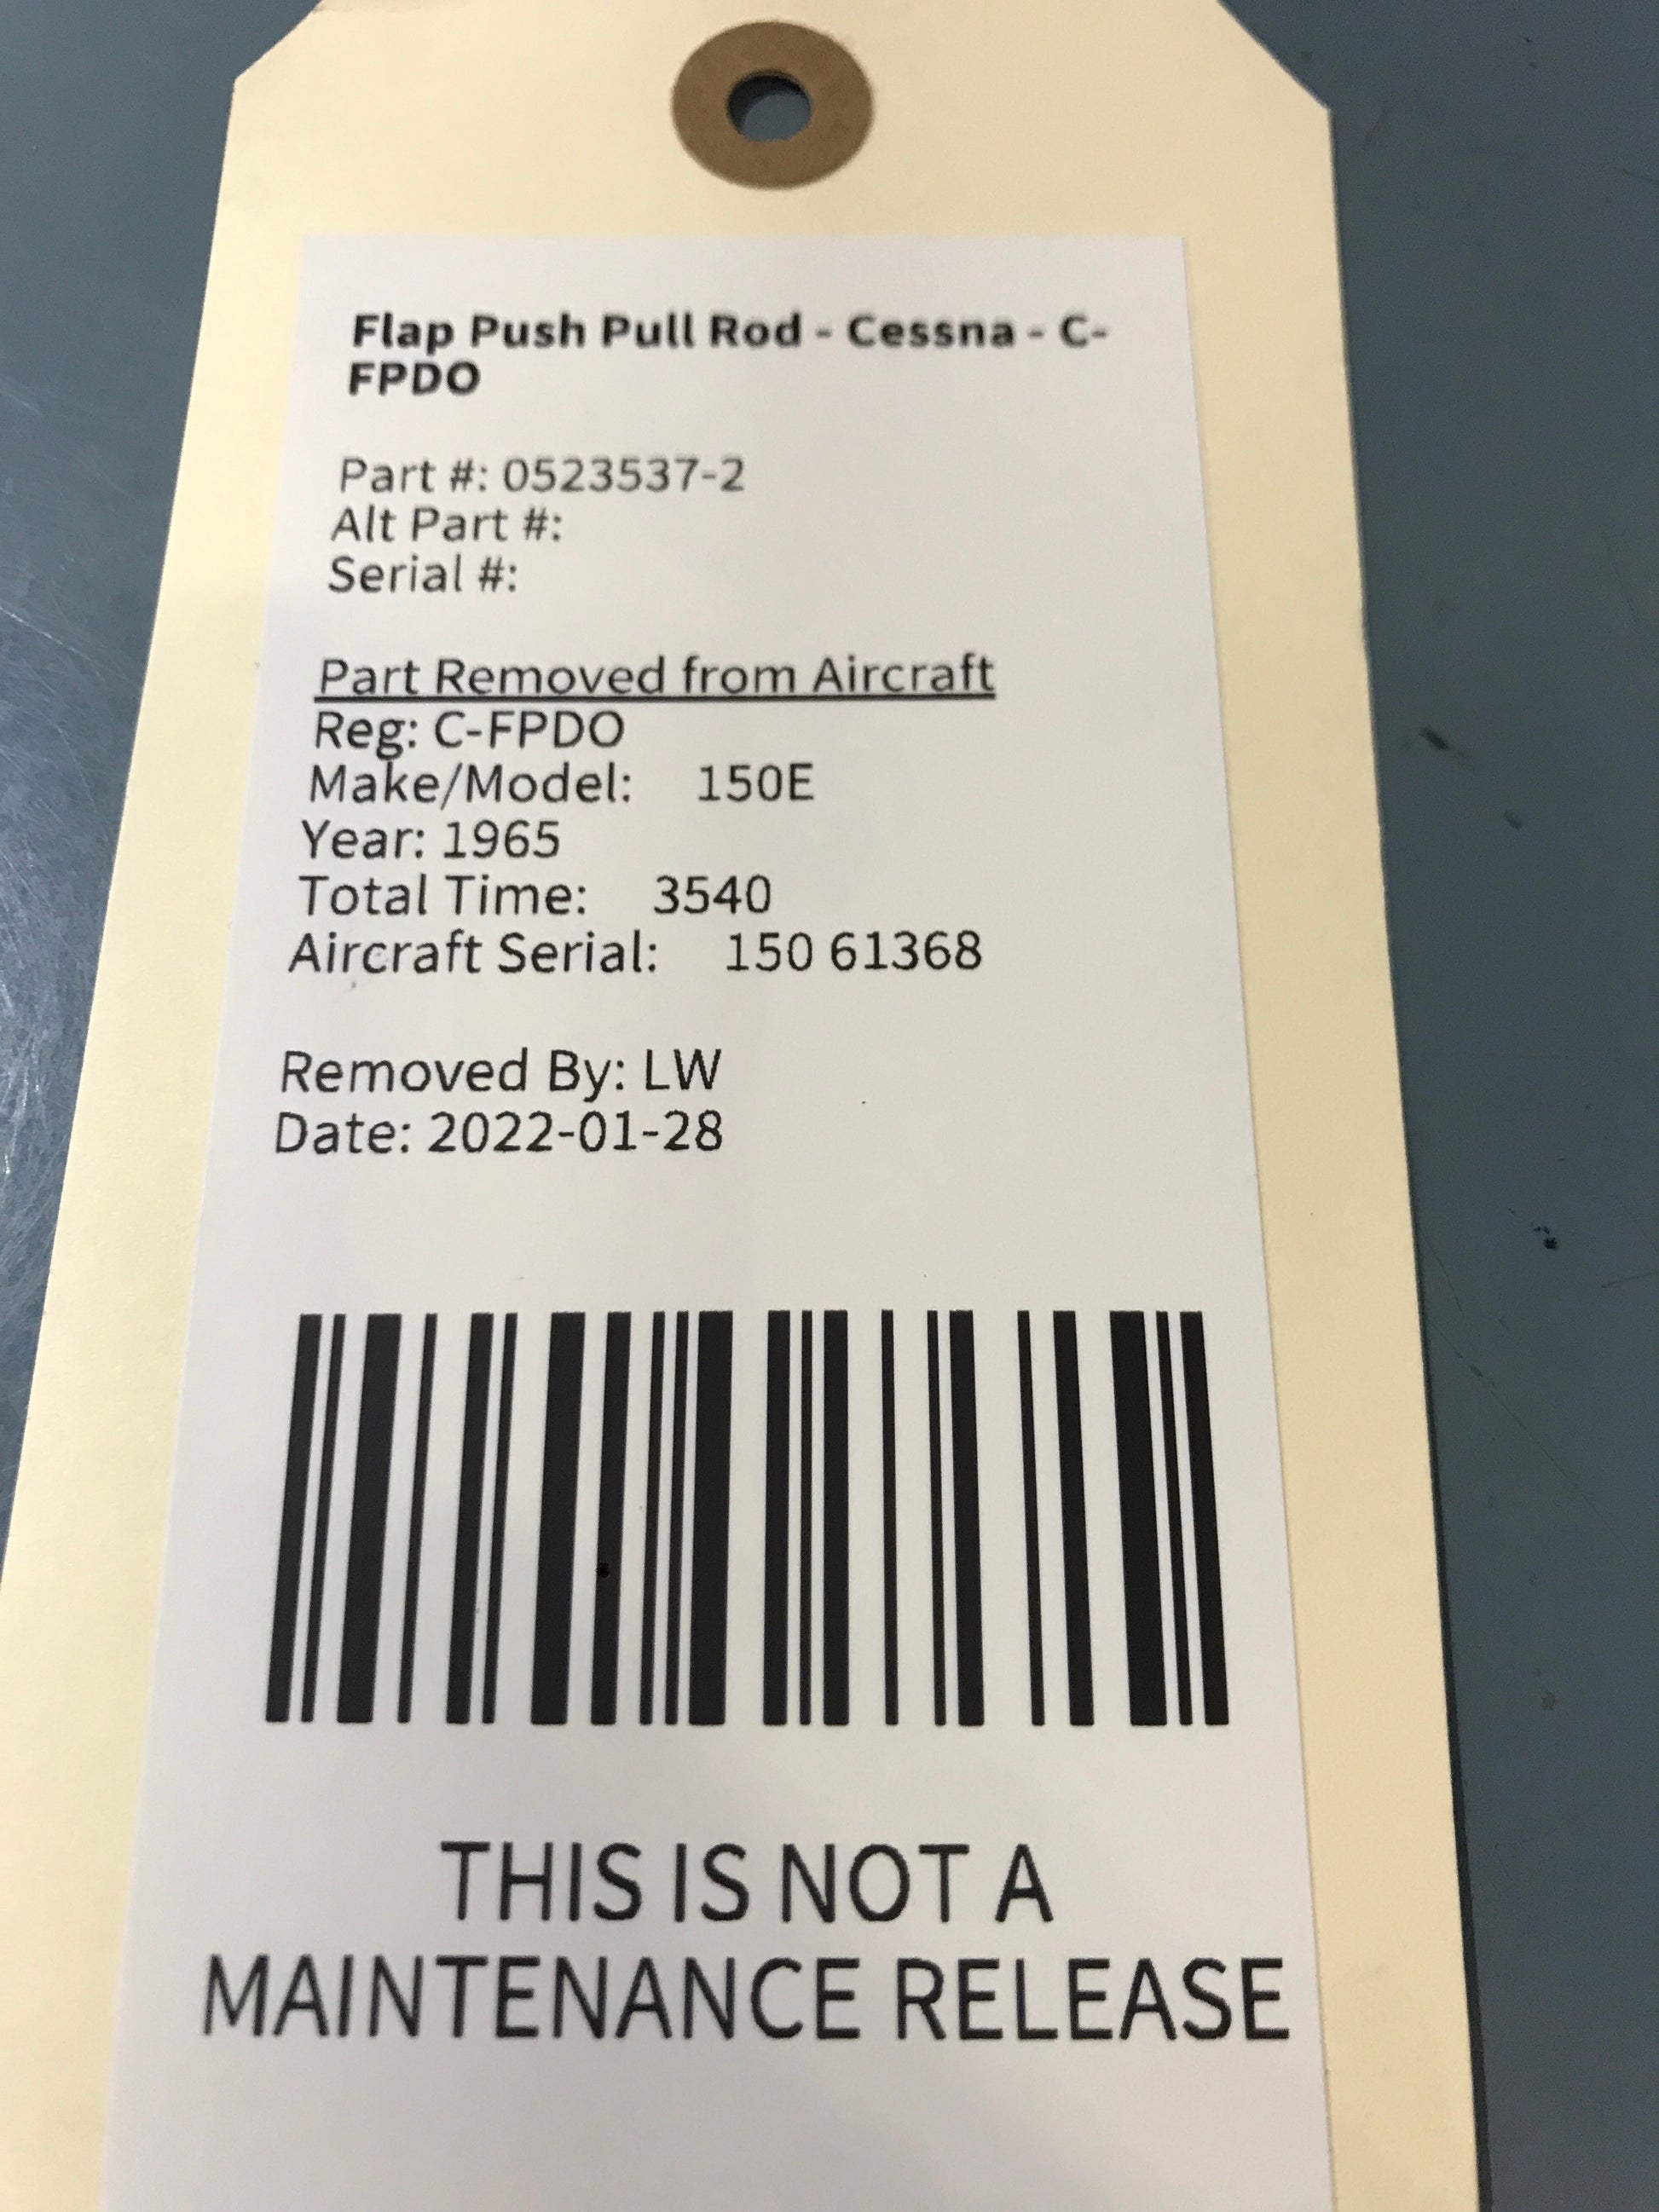 Flap Push Pull Rod - Cessna - C-
FPDO
Part #: 0523537-2
Alt Part #:
Serial #:
Part Removed from Aircraft
Reg: C-FPDO
Make/Model: 150E
Year: 1965
Total Time: 3540
Aircraft Serial: 150 61368
Removed By: LW
Date: 2022-01-28
THIS IS NOT A
MAINTENANCE RELEASE